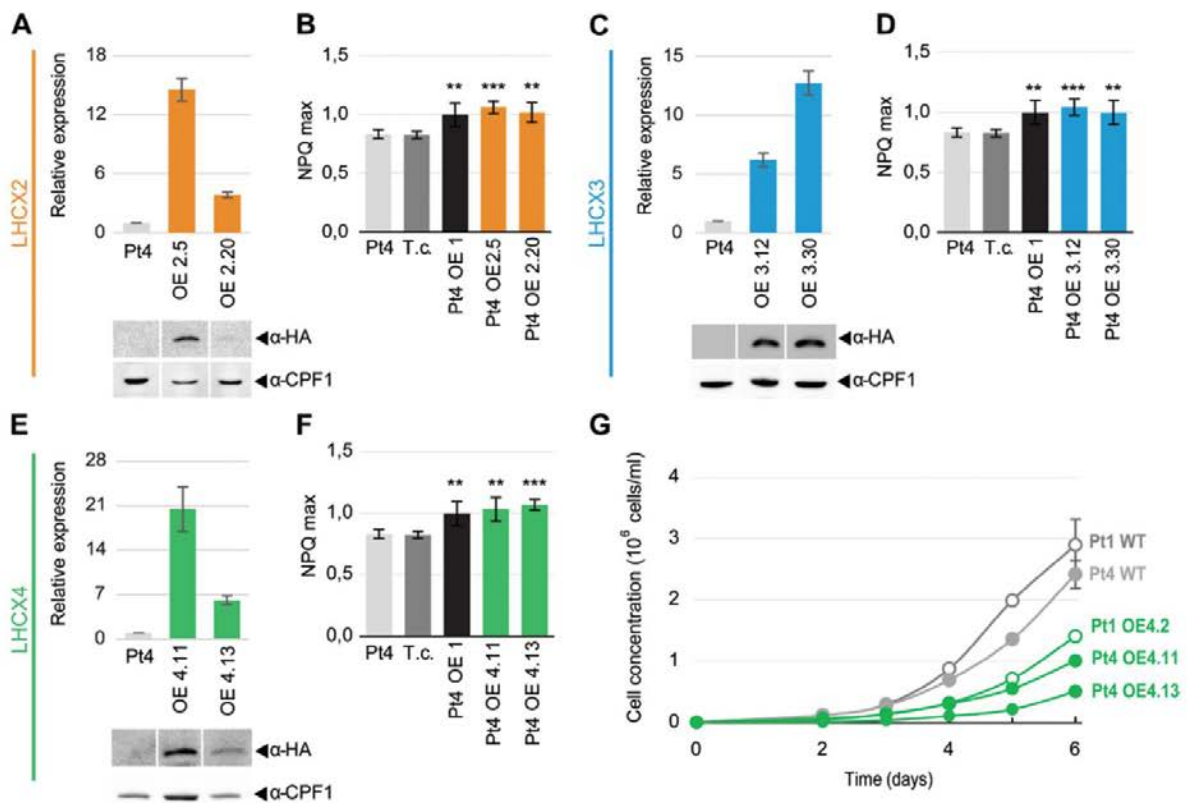 A
LHCX2
Relative expression
18
12
6
0
Pt4
OE 2.5
OE 2.20
◄α-HA
◄α-CPF1
B
NPQ max
1,5
1,0
0,5
0,0
** *** **
Pt4
T.c.
Pt4 OE 1
Pt4 OE2.5
Pt4 OE 2.20
C
LHCX3
Relative expression
15
10
5
0
Pt4
OE 3.12
OE 3.30
◄α-HA
◄α-CPF1
D
NPQ max
1,5
1,0
0,5
0,0
** *** **
Pt4
T.c.
Pt4 OE 1
Pt4 OE 3.12
Pt4 OE 3.30
E
LHCX4
Relative expression
28
21
14
7
0
Pt4
OE 4.11
OE 4.13
◄α-HA
◄α-CPF1
F
NPQ max
1,5
1,0
0,5
0,0
** ** ***
Pt4
T.c.
Pt4 OE 1
Pt4 OE 4.11
Pt4 OE 4.13
G
Cell concentration (10⁶ cells/ml)
4
3
2
1
0
0 2 4 6
Time (days)
Pt1 WT
Pt4 WT
Pt1 OE4.2
Pt4 OE4.11
Pt4 OE4.13